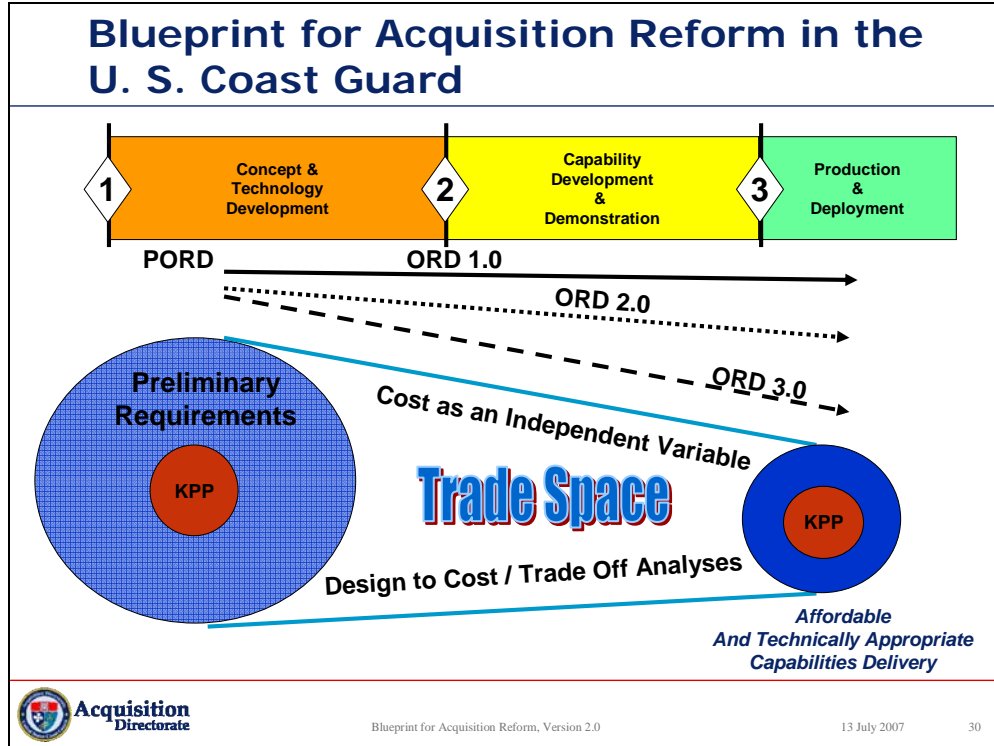 Blueprint for Acquisition Reform in the
U. S. Coast Guard
1
Concept &
Technology
Development
2
Capability
Development
&
Demonstration
3
Production
&
Deployment
PORD
ORD 1.0
ORD 2.0
ORD 3.0
Preliminary
Requirements
KPP
Cost as an Independent Variable
Trade Space
Design to Cost / Trade Off Analyses
KPP
Affordable
And Technically Appropriate
Capabilities Delivery
Acquisition
Directorate
Blueprint for Acquisition Reform, Version 2.0
13 July 2007
30